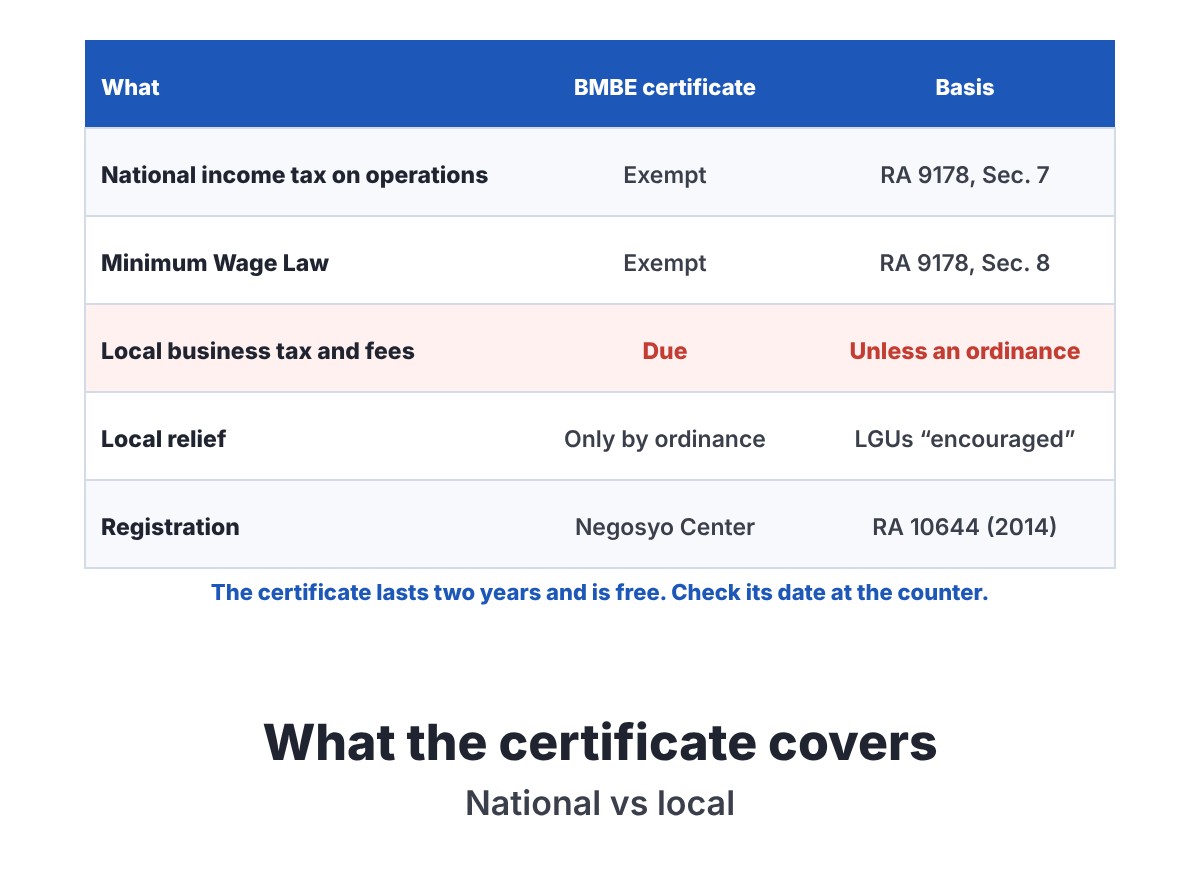 What BMBE certificate Basis
National income tax on operations Exempt RA 9178, Sec. 7
Minimum Wage Law Exempt RA 9178, Sec. 8
Local business tax and fees Due Unless an ordinance
Local relief Only by ordinance LGUs “encouraged”
Registration Negosyo Center RA 10644 (2014)
The certificate lasts two years and is free. Check its date at the counter.
What the certificate covers
National vs local